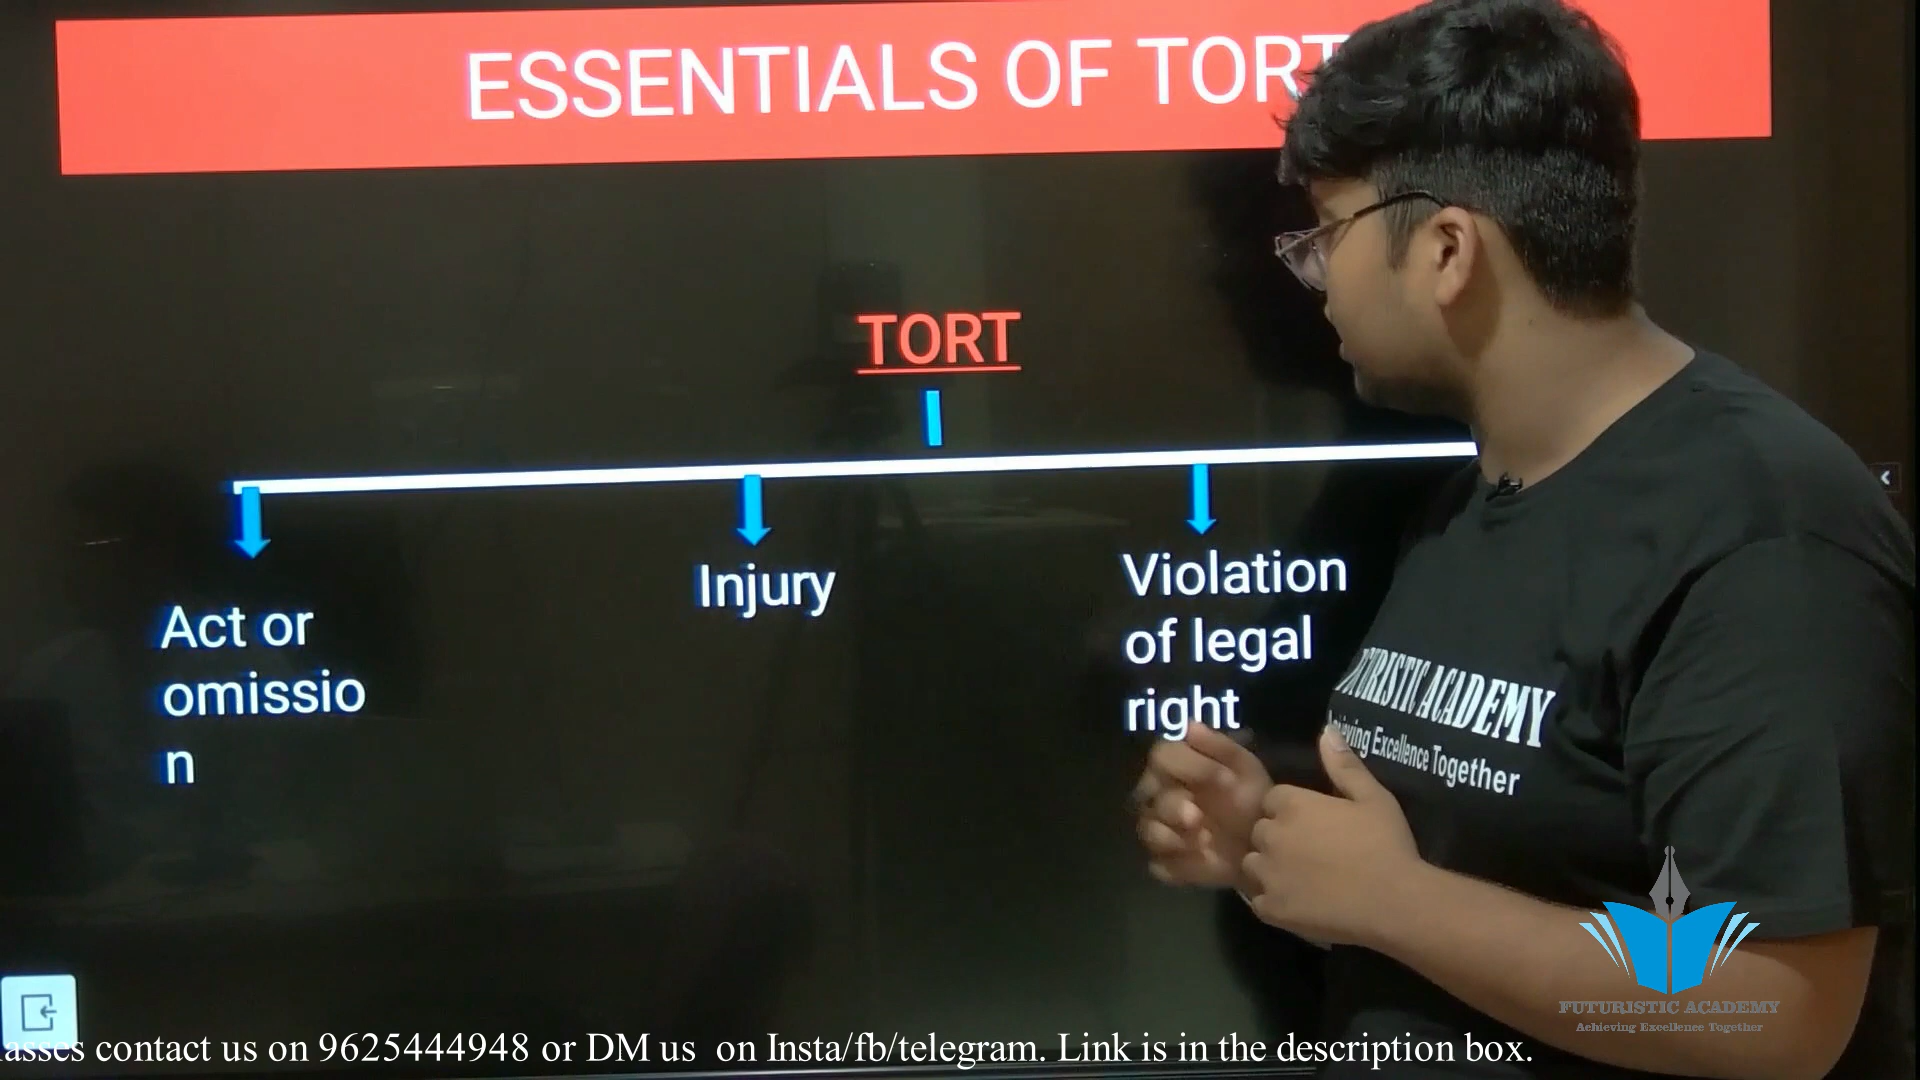 ESSENTIALS OF TORT
TORT
Act or
omissio
n
Injury
Violation
of legal
right
FUTURISTIC ACADEMY
Achieving Excellence Together
FUTURISTIC ACADEMY
Achieving Excellence Together
lasses contact us on 9625444948 or DM us on Insta/fb/telegram. Link is in the description box.